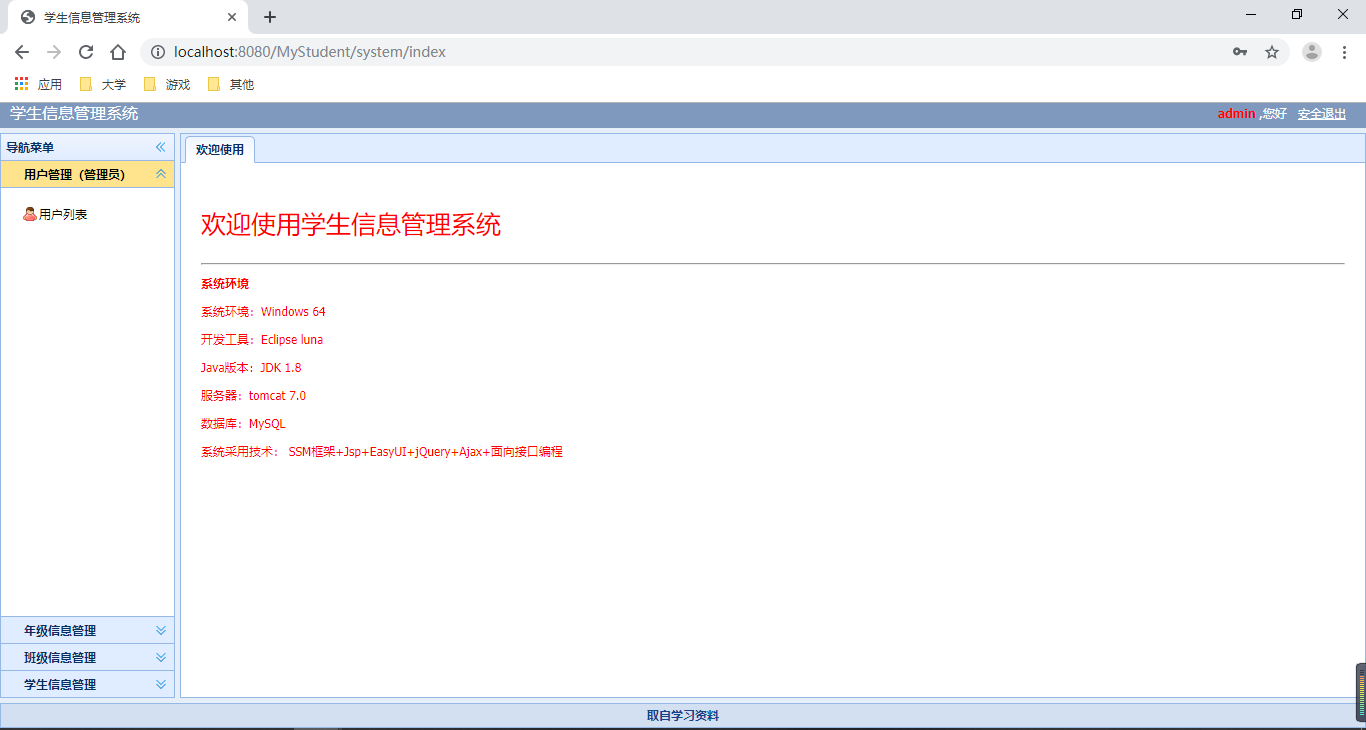 学生信息管理系统
localhost:8080/MyStudent/system/index
应用 大学 游戏 其他
学生信息管理系统 admin ,您好 安全退出
导航菜单
用户管理（管理员）
用户列表
年级信息管理
班级信息管理
学生信息管理
欢迎使用
欢迎使用学生信息管理系统
系统环境
系统环境：Windows 64
开发工具：Eclipse luna
Java版本：JDK 1.8
服务器：tomcat 7.0
数据库：MySQL
系统采用技术： SSM框架+Jsp+EasyUI+jQuery+Ajax+面向接口编程
取自学习资料